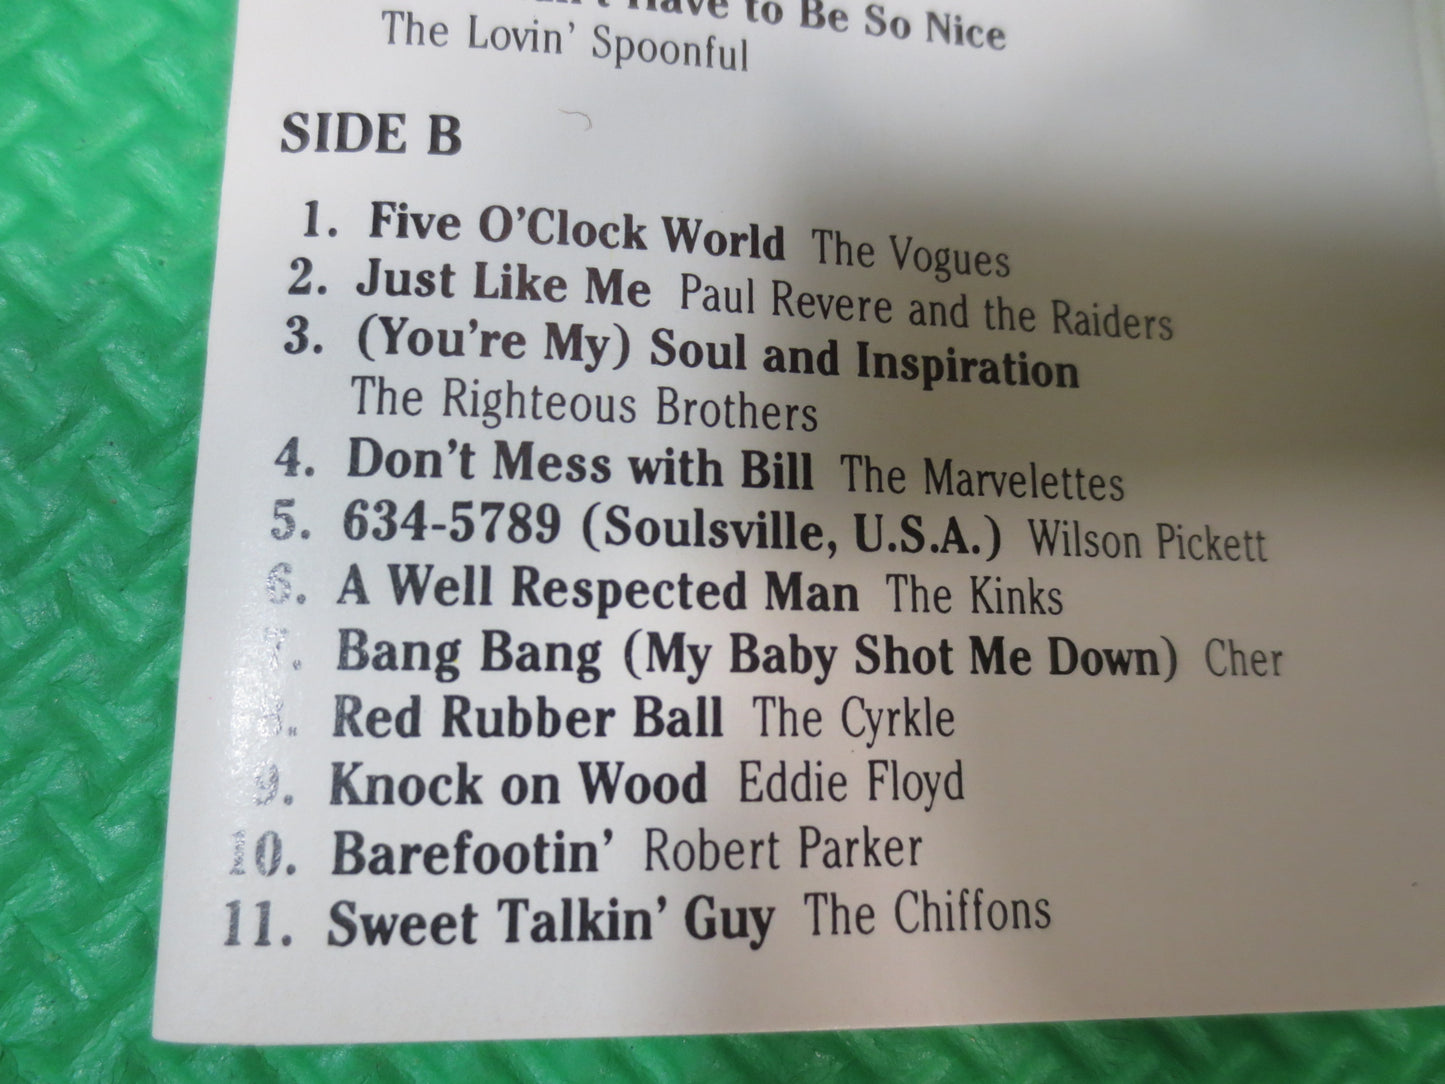 Have to Be So Nice
The Lovin' Spoonful
SIDE B
1. Five O'Clock World The Vogues
2. Just Like Me Paul Revere and the Raiders
3. (You're My) Soul and Inspiration
The Righteous Brothers
4. Don't Mess with Bill The Marvelettes
5. 634-5789 (Soulsville, U.S.A.) Wilson Pickett
6. A Well Respected Man The Kinks
7. Bang Bang (My Baby Shot Me Down) Cher
8. Red Rubber Ball The Cyrkle
9. Knock on Wood Eddie Floyd
10. Barefootin' Robert Parker
11. Sweet Talkin' Guy The Chiffons